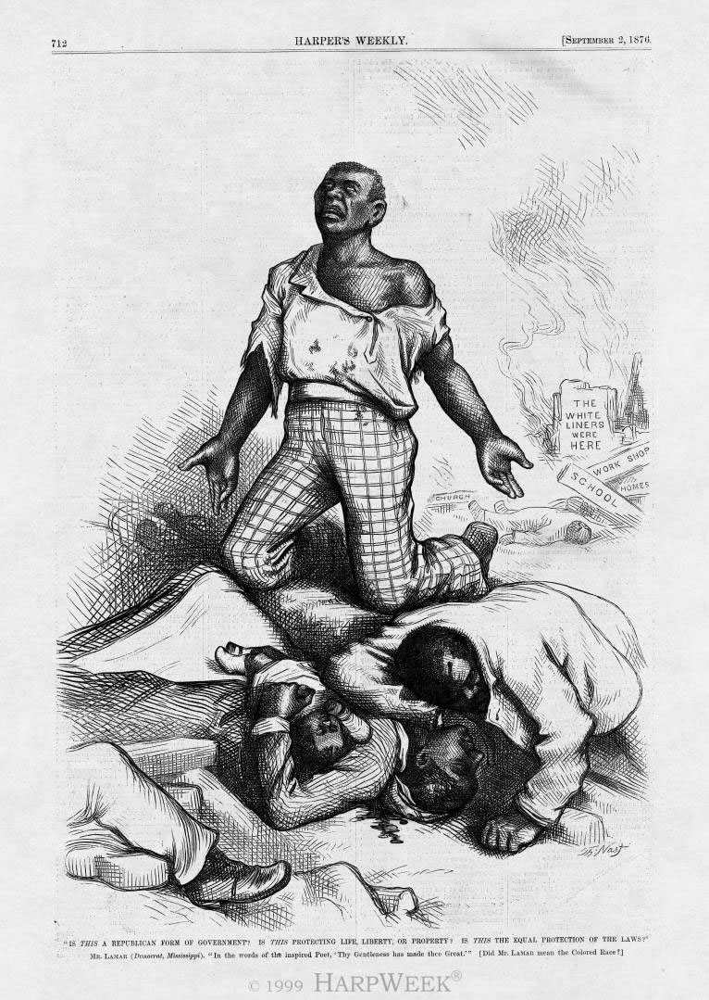 712
HARPER'S WEEKLY.
[SEPTEMBER 2, 1876.
THE
WHITE
LINERS
WERE
HERE
WORK SHOP
SCHOOL
HOMES
CHURCH
Th: Nast
"IS THIS A REPUBLICAN FORM OF GOVERNMENT? IS THIS PROTECTING LIFE, LIBERTY, OR PROPERTY? IS THIS THE EQUAL PROTECTION OF THE LAWS?"
MR. LAMAR (Democrat, Mississippi). "In the words of the inspired Poet, 'Thy Gentleness has made thee Great.'" [Did Mr. LAMAR mean the Colored Race?]
© 1999 HARPWEEK®